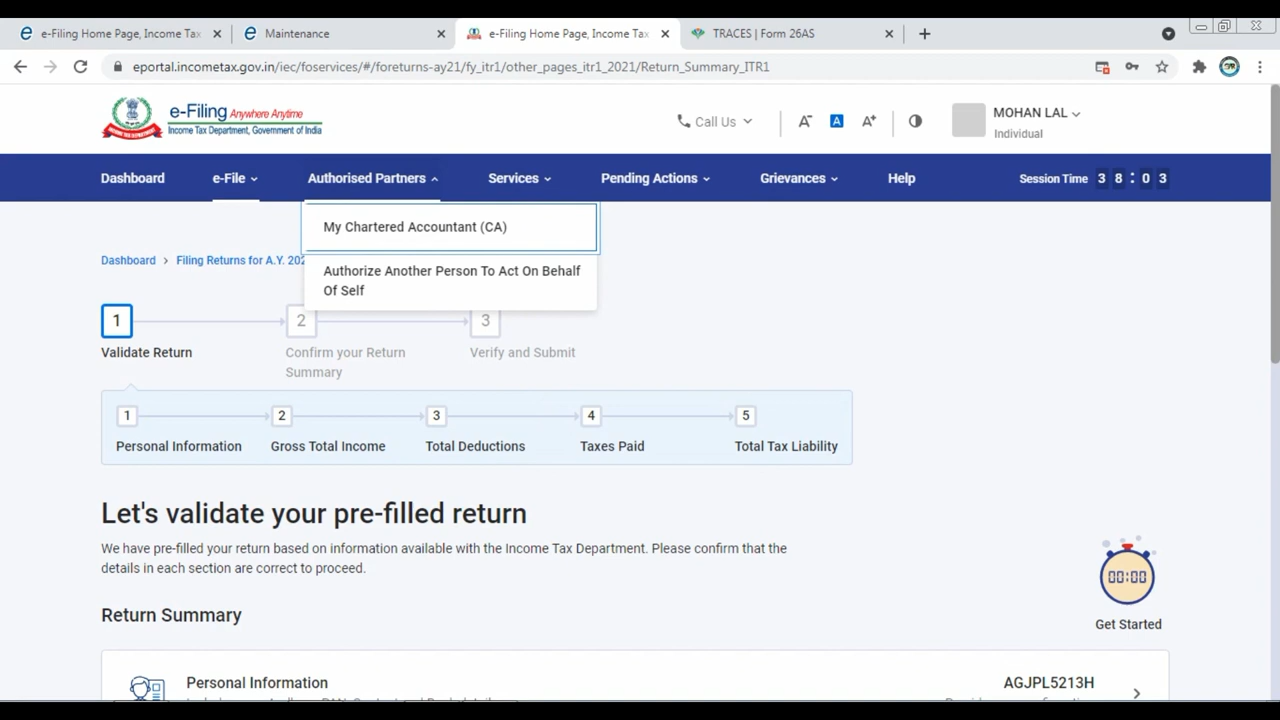 e-Filing Home Page, Income Tax
Maintenance
e-Filing Home Page, Income Tax
TRACES | Form 26AS
eportal.incometax.gov.in/iec/foservices/#/foreturns-ay21/fy_itr1/other_pages_itr1_2021/Return_Summary_ITR1
e-Filing Anywhere Anytime
Income Tax Department, Government of India
Call Us
A-
A
A+
MOHAN LAL
Individual
Dashboard
e-File
Authorised Partners
Services
Pending Actions
Grievances
Help
Session Time 3 8 : 0 3
My Chartered Accountant (CA)
Authorize Another Person To Act On Behalf
Of Self
Dashboard > Filing Returns for A.Y. 202
1
2
3
Validate Return
Confirm your Return
Summary
Verify and Submit
1
2
3
4
5
Personal Information
Gross Total Income
Total Deductions
Taxes Paid
Total Tax Liability
Let's validate your pre-filled return
We have pre-filled your return based on information available with the Income Tax Department. Please confirm that the
details in each section are correct to proceed.
00:00
Get Started
Return Summary
Personal Information
AGJPL5213H